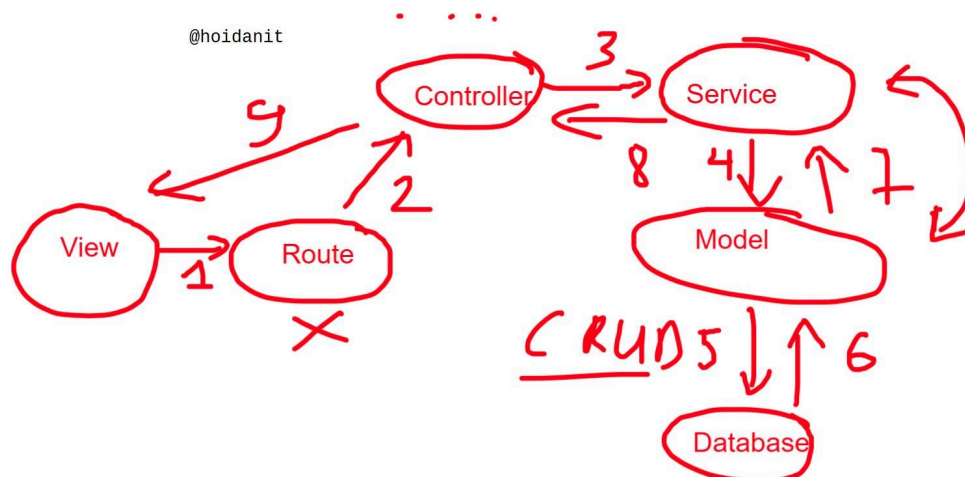 @hoidanit
3
Controller
Service
9
8
4
7
2
View
Route
Model
1
X
CRUD
5
6
Database